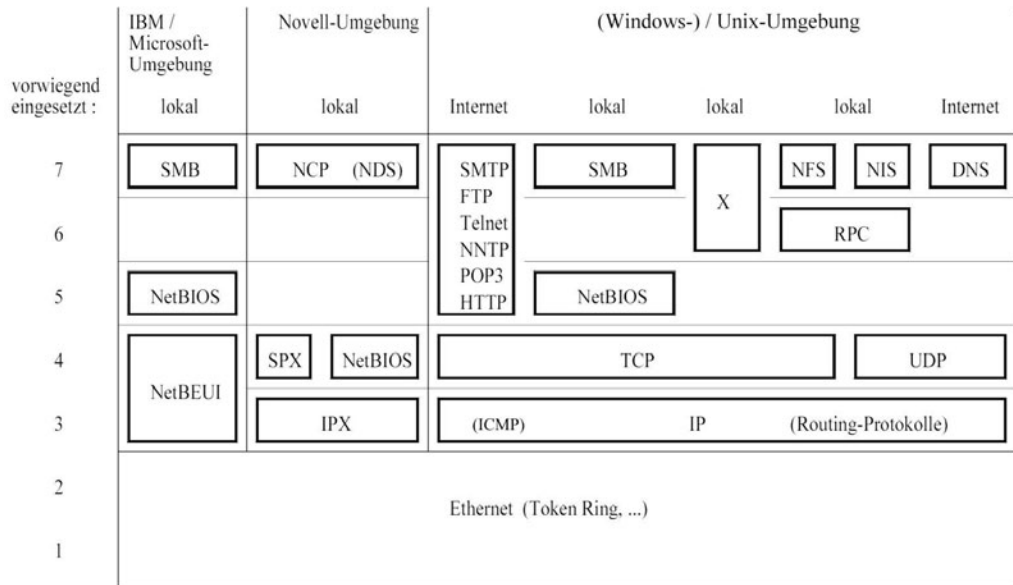 IBM /
Microsoft-
Umgebung
Novell-Umgebung
(Windows-) / Unix-Umgebung
vorwiegend
eingesetzt :
lokal
lokal
Internet
lokal
lokal
lokal
Internet
7
SMB
NCP (NDS)
SMTP
FTP
Telnet
NNTP
POP3
HTTP
SMB
X
NFS
NIS
DNS
6
RPC
5
NetBIOS
NetBIOS
4
NetBEUI
SPX
NetBIOS
TCP
UDP
3
IPX
(ICMP)
IP
(Routing-Protokolle)
2
Ethernet (Token Ring, ...)
1